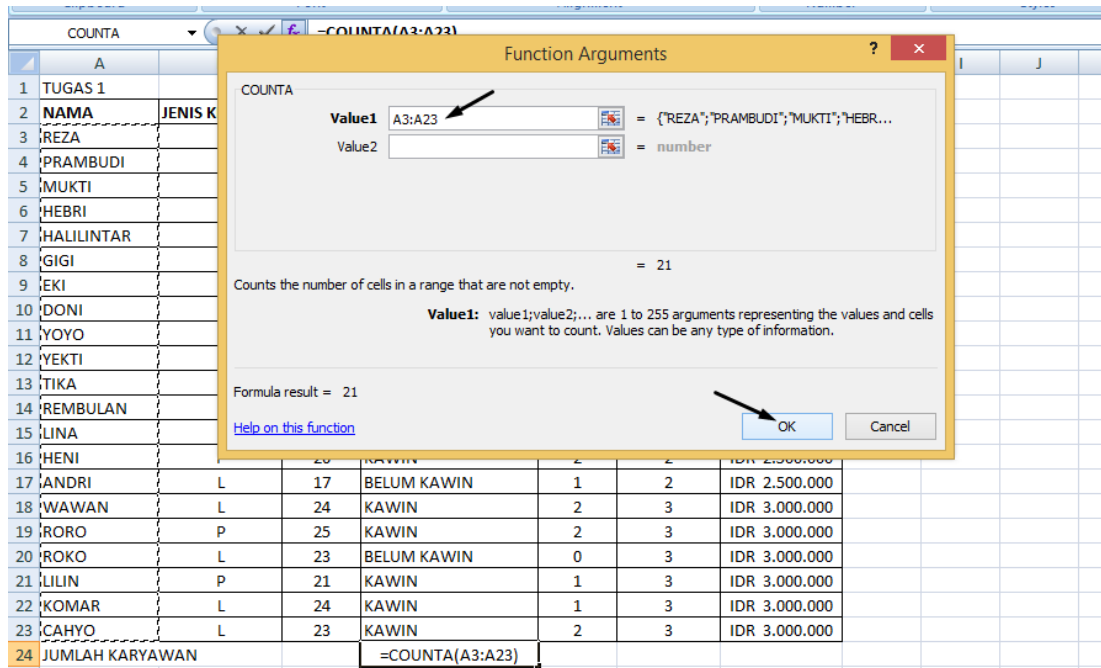 COUNTA =COUNTA(A3:A23)
Function Arguments ? ×
A I J
1 TUGAS 1
2 NAMA JENIS K
3 REZA
4 PRAMBUDI
5 MUKTI
6 HEBRI
7 HALILINTAR
8 GIGI
9 EKI
10 DONI
11 YOYO
12 YEKTI
13 TIKA
14 REMBULAN
15 LINA
COUNTA
Value1 A3:A23 = {"REZA";"PRAMBUDI";"MUKTI";"HEBR...
Value2 = number
= 21
Counts the number of cells in a range that are not empty.
Value1: value1;value2;... are 1 to 255 arguments representing the values and cells
you want to count. Values can be any type of information.
Formula result = 21
Help on this function OK Cancel
16 HENI KAWIN 2 2 IDR 2.500.000
17 ANDRI L 17 BELUM KAWIN 1 2 IDR 2.500.000
18 WAWAN L 24 KAWIN 2 3 IDR 3.000.000
19 RORO P 25 KAWIN 2 3 IDR 3.000.000
20 ROKO L 23 BELUM KAWIN 0 3 IDR 3.000.000
21 LILIN P 21 KAWIN 1 3 IDR 3.000.000
22 KOMAR L 24 KAWIN 1 3 IDR 3.000.000
23 CAHYO L 23 KAWIN 2 3 IDR 3.000.000
24 JUMLAH KARYAWAN =COUNTA(A3:A23)